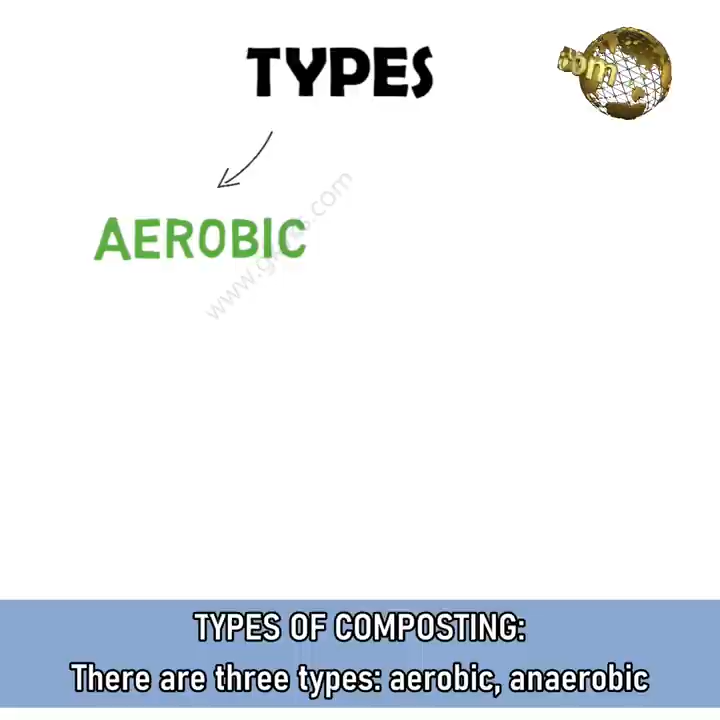 TYPES
AEROBIC
TYPES OF COMPOSTING:
There are three types: aerobic, anaerobic